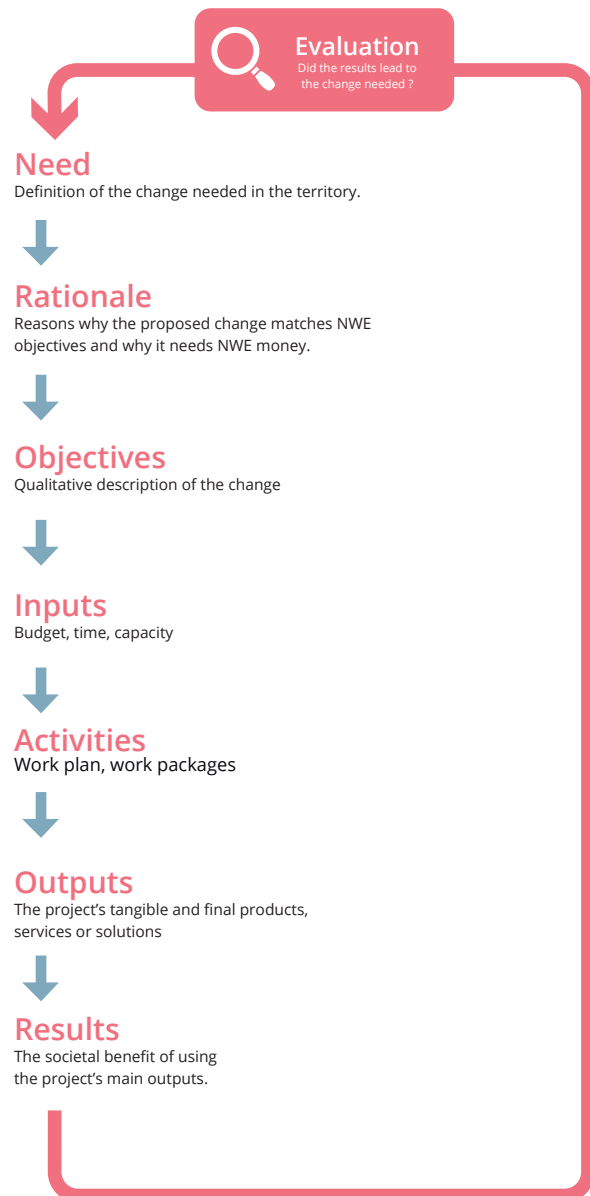 Evaluation
Did the results lead to
the change needed ?
Need
Definition of the change needed in the territory.
Rationale
Reasons why the proposed change matches NWE
objectives and why it needs NWE money.
Objectives
Qualitative description of the change
Inputs
Budget, time, capacity
Activities
Work plan, work packages
Outputs
The project’s tangible and final products,
services or solutions
Results
The societal benefit of using
the project’s main outputs.